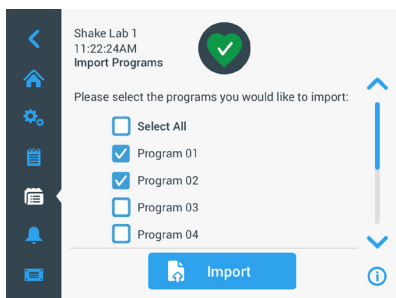 Shake Lab 1
11:22:24AM
Import Programs
Please select the programs you would like to import:
Select All
Program 01
Program 02
Program 03
Program 04
Import